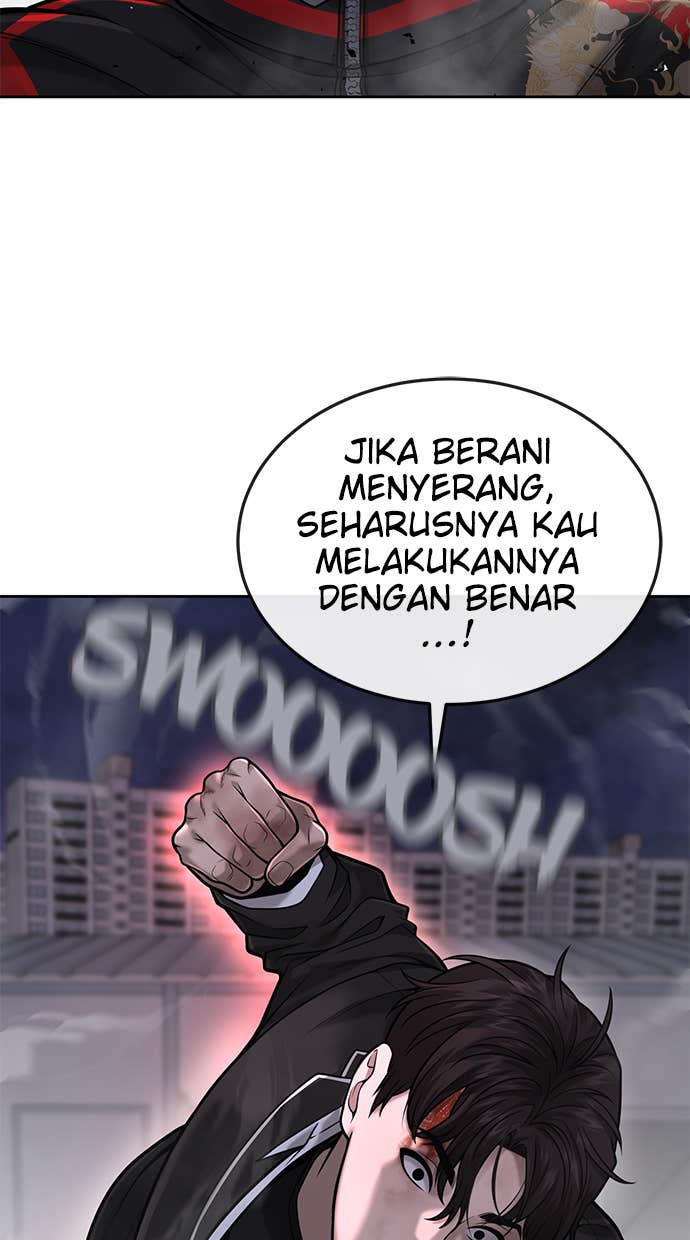 JIKA BERANI
MENYERANG,
SEHARUSNYA KAU
MELAKUKANNYA
DENGAN BENAR
...!
SWOOOOSH